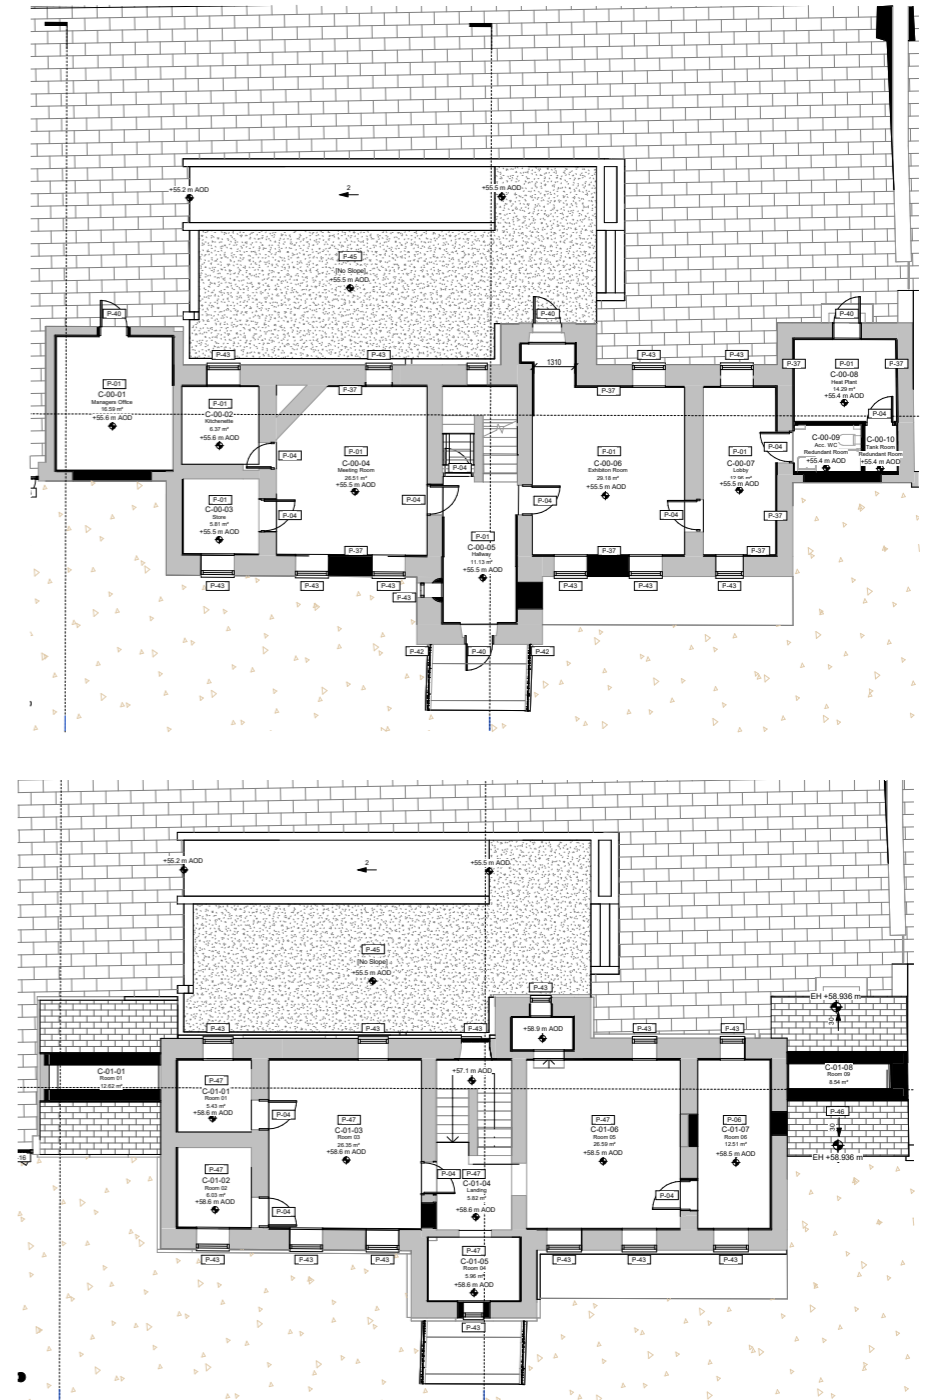 +55.2 m AOD
2
+55.5 m AOD
P-45
[No Slope]
+55.5 m AOD
P-40
P-40
P-40
P-43
P-43
P-43
P-43
1310
P-37
P-37
P-37
P-37
P-01
C-00-01
Managers Office
16.59 m²
+55.6 m AOD
P-01
C-00-02
Kitchenette
6.37 m²
+55.6 m AOD
P-04
P-01
C-00-03
Store
5.81 m²
+55.5 m AOD
P-04
P-01
C-00-04
Meeting Room
28.51 m²
+55.5 m AOD
P-37
P-04
P-04
P-01
C-00-05
Hallway
11.13 m²
+55.5 m AOD
P-04
P-01
C-00-06
Exhibition Room
29.18 m²
+55.5 m AOD
P-37
P-04
P-01
C-00-07
Lobby
+55.5 m AOD
P-04
P-37
P-37
P-01
C-00-08
Heat Plant
14.29 m²
+55.4 m AOD
P-04
C-00-09
Acc. WC
Redundant Room
+55.4 m AOD
C-00-10
Tank Room
Redundant Room
+55.4 m AOD
P-43
P-43
P-43
P-43
P-43
P-43
P-43
P-42
P-40
P-42
+55.2 m AOD
2
+55.5 m AOD
P-45
[No Slope]
+55.5 m AOD
P-43
P-43
P-43
P-43
P-43
P-43
+58.9 m AOD
EH +58.936 m
30
C-01-01
Room 01
12.62 m²
P-47
C-01-01
Room 01
5.43 m²
+58.6 m AOD
P-04
P-47
C-01-02
Room 02
6.03 m²
+58.6 m AOD
P-04
P-47
C-01-03
Room 03
26.35 m²
+58.6 m AOD
+57.1 m AOD
P-04
P-47
C-01-04
Landing
5.82 m²
+58.6 m AOD
P-47
C-01-05
Room 04
5.96 m²
+58.6 m AOD
P-47
C-01-06
Room 05
26.59 m²
+58.5 m AOD
P-04
P-06
C-01-07
Room 06
12.51 m²
+58.5 m AOD
C-01-08
Room 09
8.54 m²
P-46
30
EH +58.936 m
-16
P-43
P-43
P-43
P-43
P-43
P-43
P-43